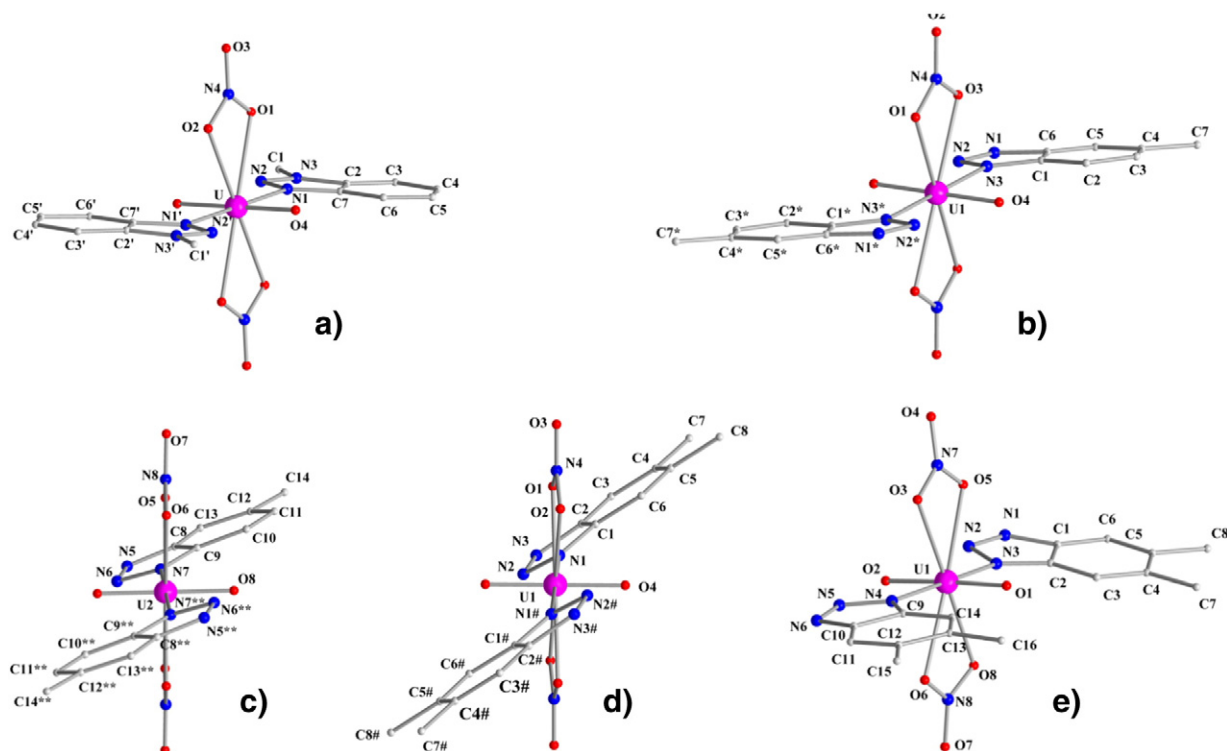 O3
N4
O1
O2
C1
N3
N2
C2
C3
C4
N1
C7
C6
C5
U
O4
C6'
C5'
C7'
N1'
N2'
C4'
C3'
C2'
N3'
C1'
a)
O2
N4
O3
O1
N1
C6
C5
C4
C7
N2
N3
C1
C2
C3
U1
O4
C3*
C2*
C1*
N3*
C7*
C4*
C5*
C6*
N1*
N2*
b)
O7
N8
O5
O6
C14
C12
C13
C11
C10
C8
C9
N5
N6
N7
O8
U2
N7**
N6**
N5**
C9**
C10**
C8**
C11**
C13**
C12**
C14**
c)
O3
C7
C8
N4
C4
C5
O1
C3
C6
O2
C2
C1
N3
N1
N2
O4
U1
N1#
N2#
N3#
C1#
C2#
C6#
C3#
C5#
C4#
C8#
C7#
d)
O4
N7
O5
O3
N1
C1
C6
C5
C8
N2
N3
C2
C3
C4
C7
U1
O2
O1
N5
N4
C9
C14
N6
C10
C12
C13
C16
C11
C15
O6
O8
N8
O7
e)